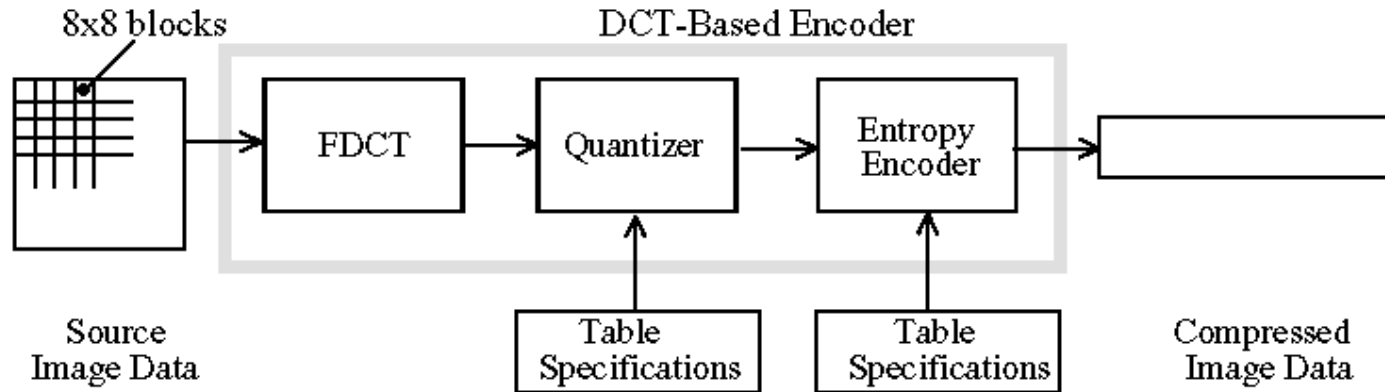 8x8 blocks
DCT-Based Encoder
FDCT
Quantizer
Entropy
Encoder
Source
Image Data
Table
Specifications
Table
Specifications
Compressed
Image Data